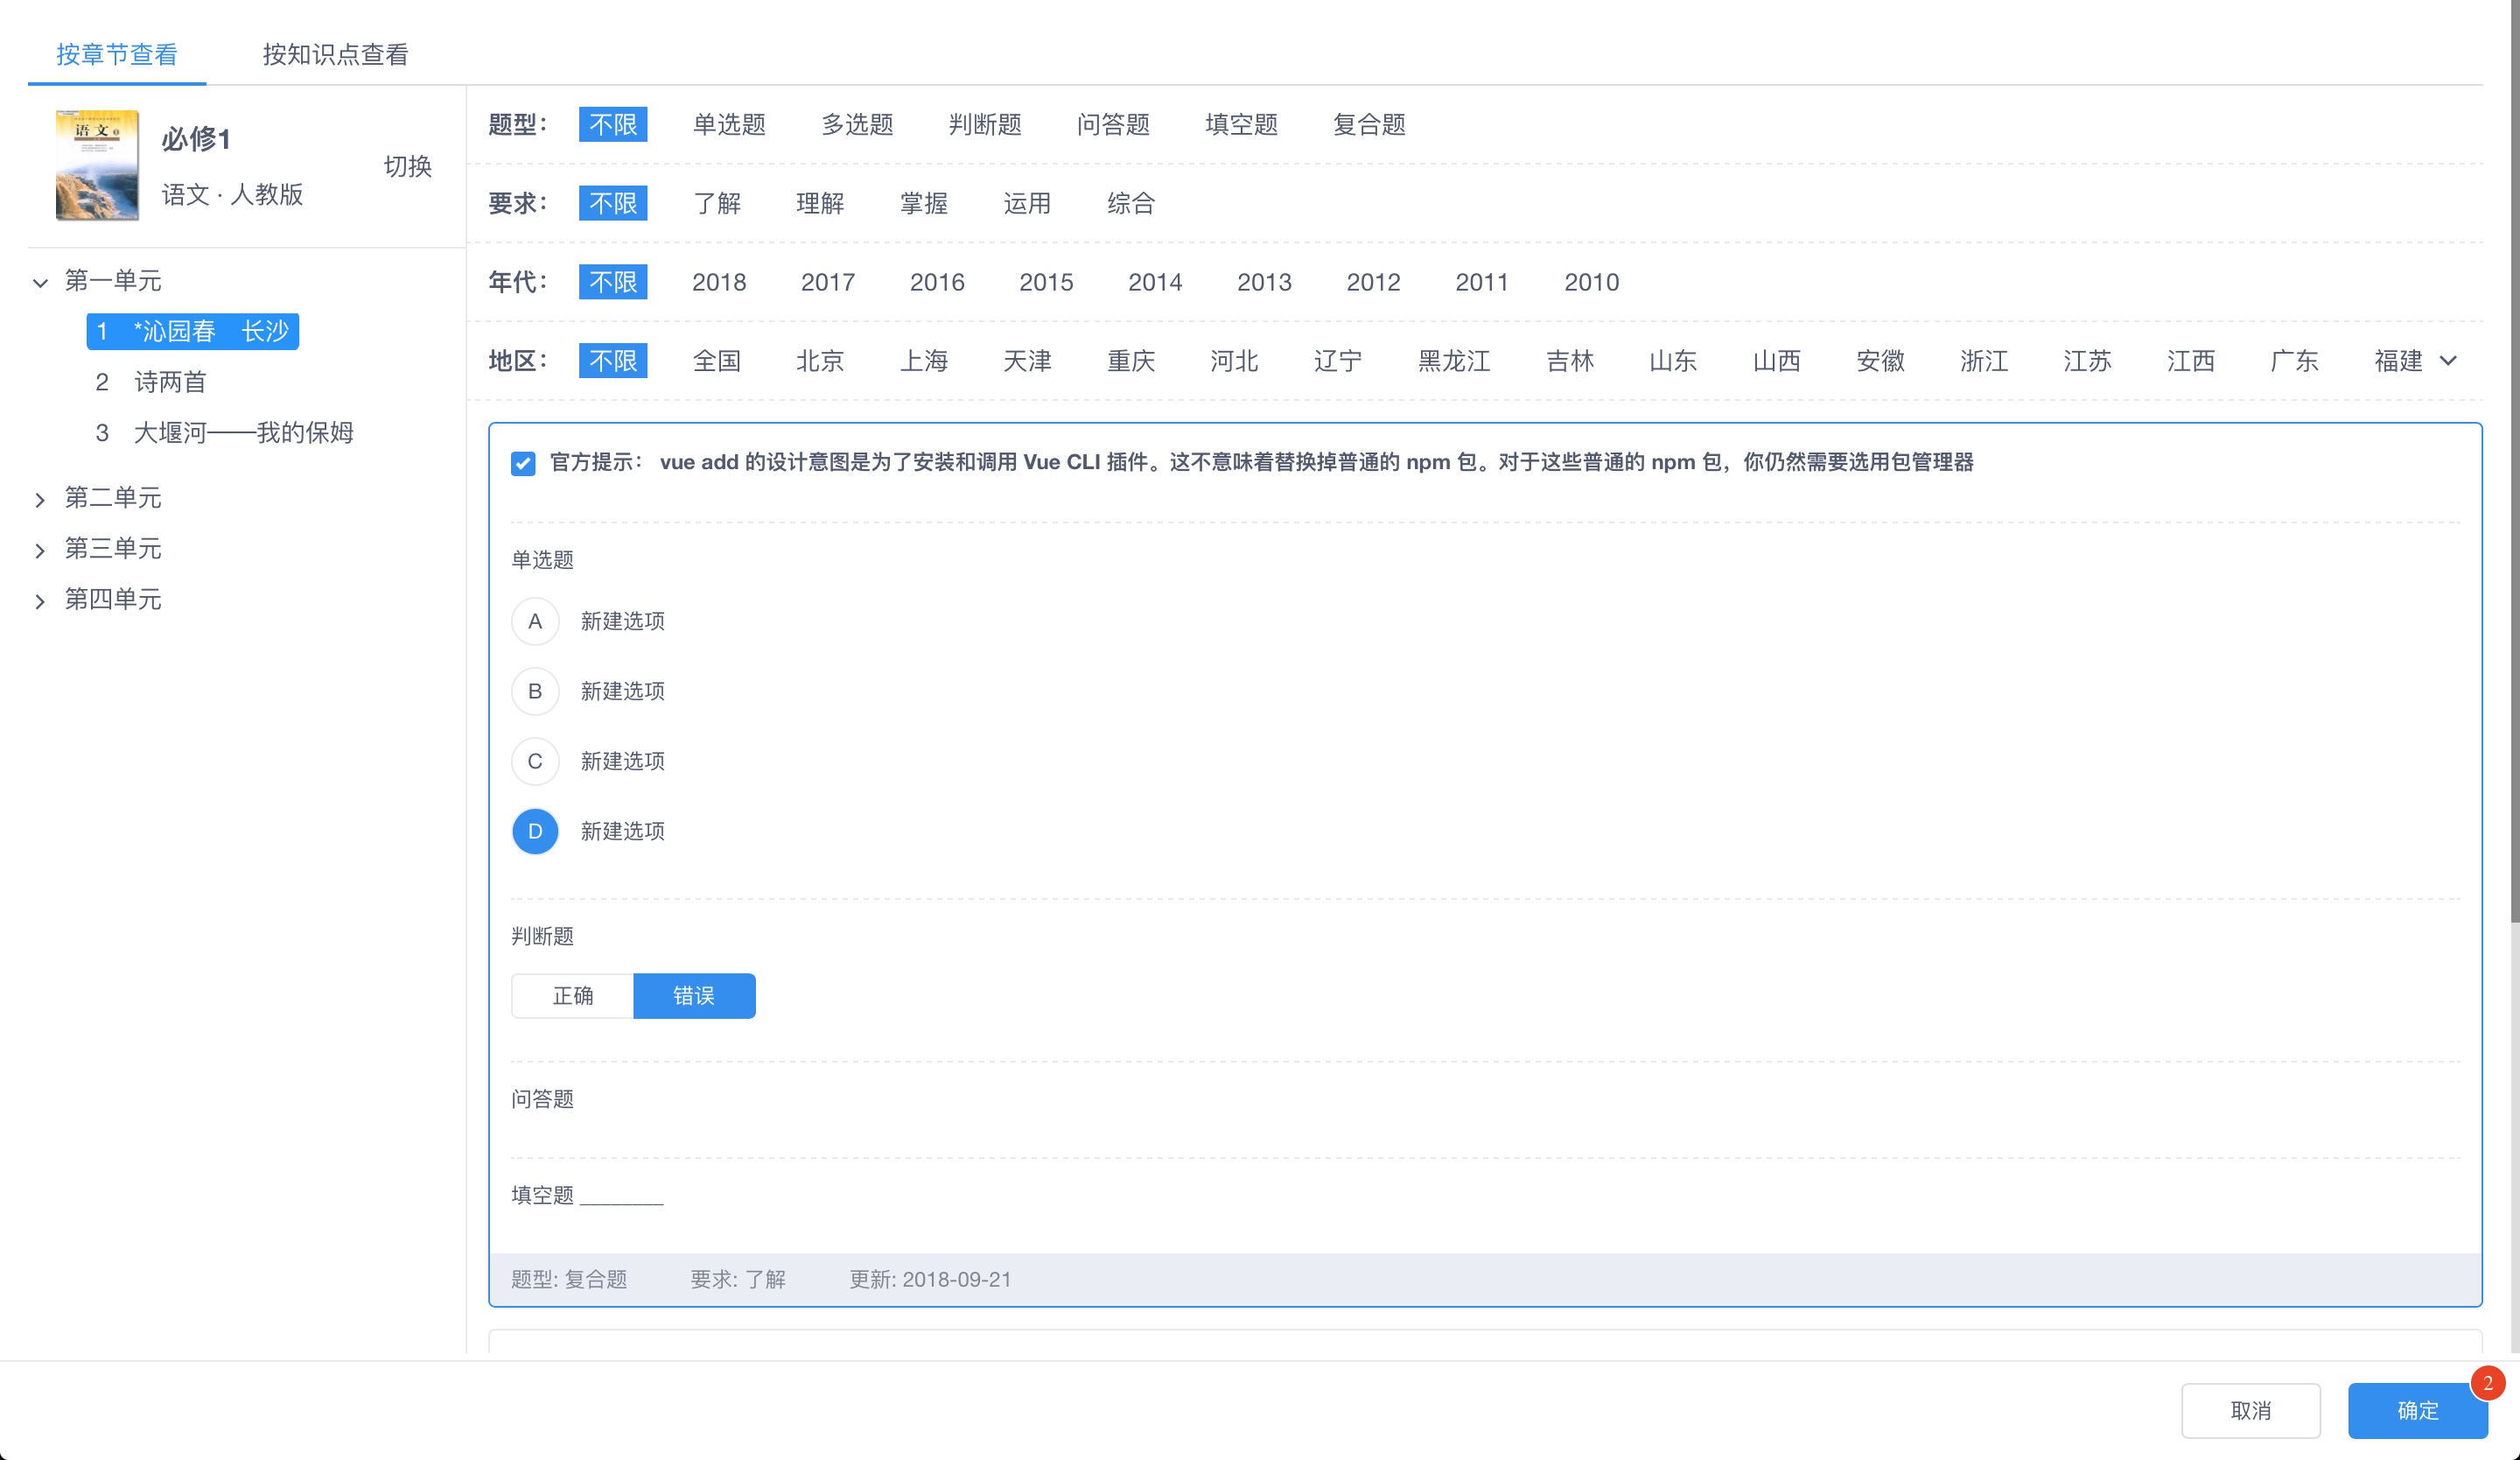 按章节查看 按知识点查看
语文
必修1
语文 · 人教版
切换
第一单元
1 *沁园春 长沙
2 诗两首
3 大堰河——我的保姆
第二单元
第三单元
第四单元
题型： 不限 单选题 多选题 判断题 问答题 填空题 复合题
要求： 不限 了解 理解 掌握 运用 综合
年代： 不限 2018 2017 2016 2015 2014 2013 2012 2011 2010
地区： 不限 全国 北京 上海 天津 重庆 河北 辽宁 黑龙江 吉林 山东 山西 安徽 浙江 江苏 江西 广东 福建
官方提示： vue add 的设计意图是为了安装和调用 Vue CLI 插件。这不意味着替换掉普通的 npm 包。对于这些普通的 npm 包，你仍然需要选用包管理器
单选题
A 新建选项
B 新建选项
C 新建选项
D 新建选项
判断题
正确 错误
问答题
填空题 ________
题型: 复合题 要求: 了解 更新: 2018-09-21
取消 确定 2